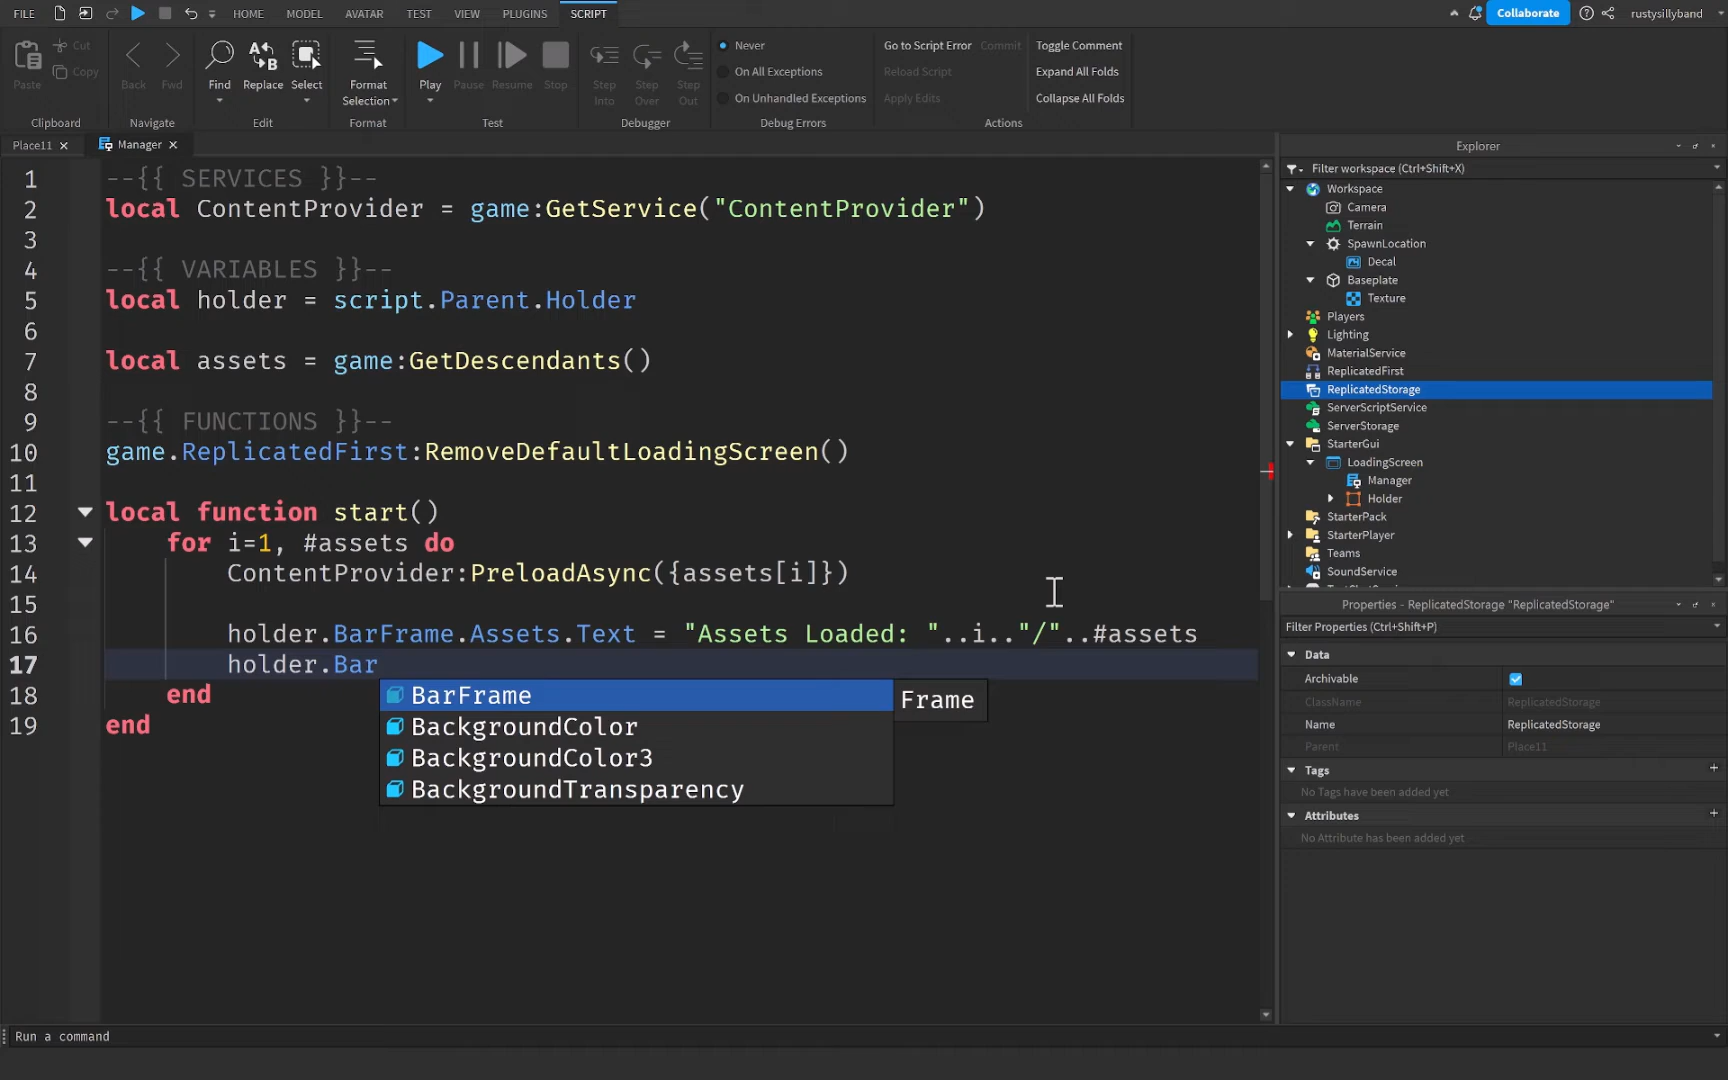 FILE HOME MODEL AVATAR TEST VIEW PLUGINS SCRIPT Collaborate rustysillyband
Cut
Copy
Paste
Clipboard
Back Fwd
Navigate
Find Replace Select
Edit
Format
Selection
Format
Play Pause Resume Stop
Test
Step
Into
Step
Over
Step
Out
Debugger
Never
On All Exceptions
On Unhandled Exceptions
Debug Errors
Go to Script Error Commit Toggle Comment
Reload Script Expand All Folds
Apply Edits Collapse All Folds
Actions
Place11 Manager
1 --{{ SERVICES }}--
2 local ContentProvider = game:GetService("ContentProvider")
3
4 --{{ VARIABLES }}--
5 local holder = script.Parent.Holder
6
7 local assets = game:GetDescendants()
8
9 --{{ FUNCTIONS }}--
10 game.ReplicatedFirst:RemoveDefaultLoadingScreen()
11
12 local function start()
13 for i=1, #assets do
14 ContentProvider:PreloadAsync({assets[i]})
15
16 holder.BarFrame.Assets.Text = "Assets Loaded: "..i.."/"..#assets
17 holder.Bar
18 end
19 end
BarFrame
BackgroundColor
BackgroundColor3
BackgroundTransparency
Frame
Explorer
Filter workspace (Ctrl+Shift+X)
Workspace
Camera
Terrain
SpawnLocation
Decal
Baseplate
Texture
Players
Lighting
MaterialService
ReplicatedFirst
ReplicatedStorage
ServerScriptService
ServerStorage
StarterGui
LoadingScreen
Manager
Holder
StarterPack
StarterPlayer
Teams
SoundService
Properties - ReplicatedStorage "ReplicatedStorage"
Filter Properties (Ctrl+Shift+P)
Data
Archivable
ClassName ReplicatedStorage
Name ReplicatedStorage
Parent Place11
Tags
No Tags have been added yet
Attributes
No Attribute has been added yet
Run a command